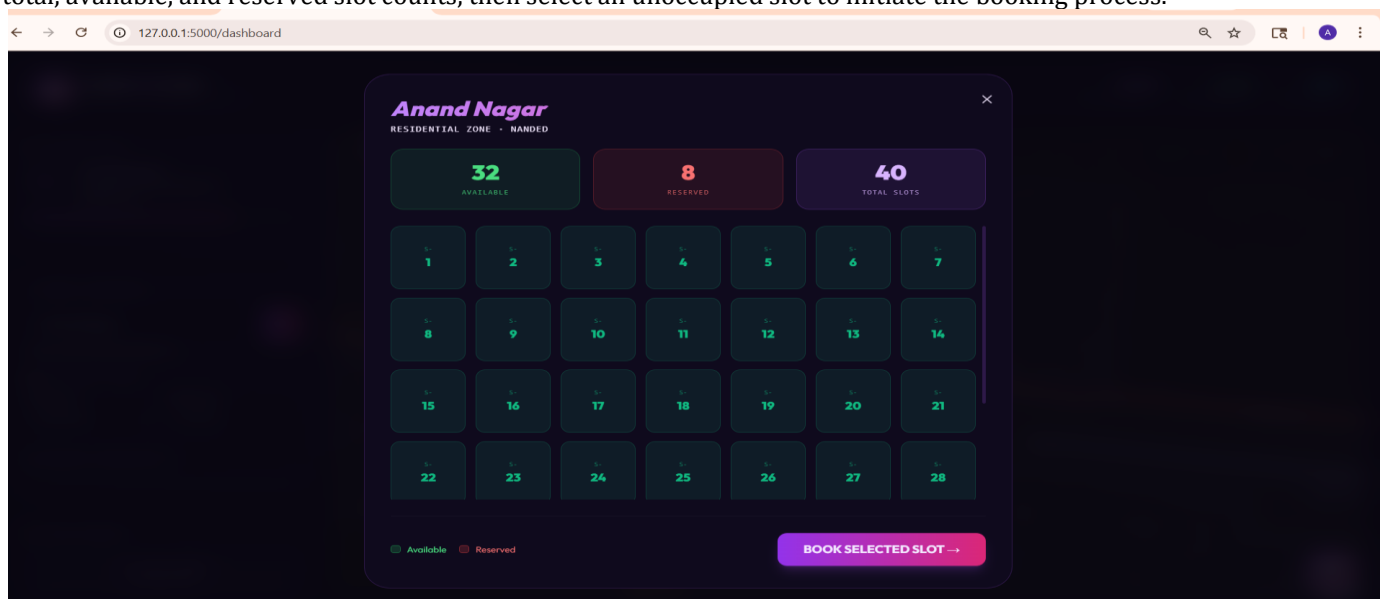 total, available, and reserved slot counts, then select an unoccupied slot to initiate the booking process.
127.0.0.1:5000/dashboard
A
Anand Nagar
RESIDENTIAL ZONE · NANDED
32
AVAILABLE
8
RESERVED
40
TOTAL SLOTS
S- S- S- S- S- S- S-
1 2 3 4 5 6 7
S- S- S- S- S- S- S-
8 9 10 11 12 13 14
S- S- S- S- S- S- S-
15 16 17 18 19 20 21
S- S- S- S- S- S- S-
22 23 24 25 26 27 28
Available Reserved
BOOK SELECTED SLOT →